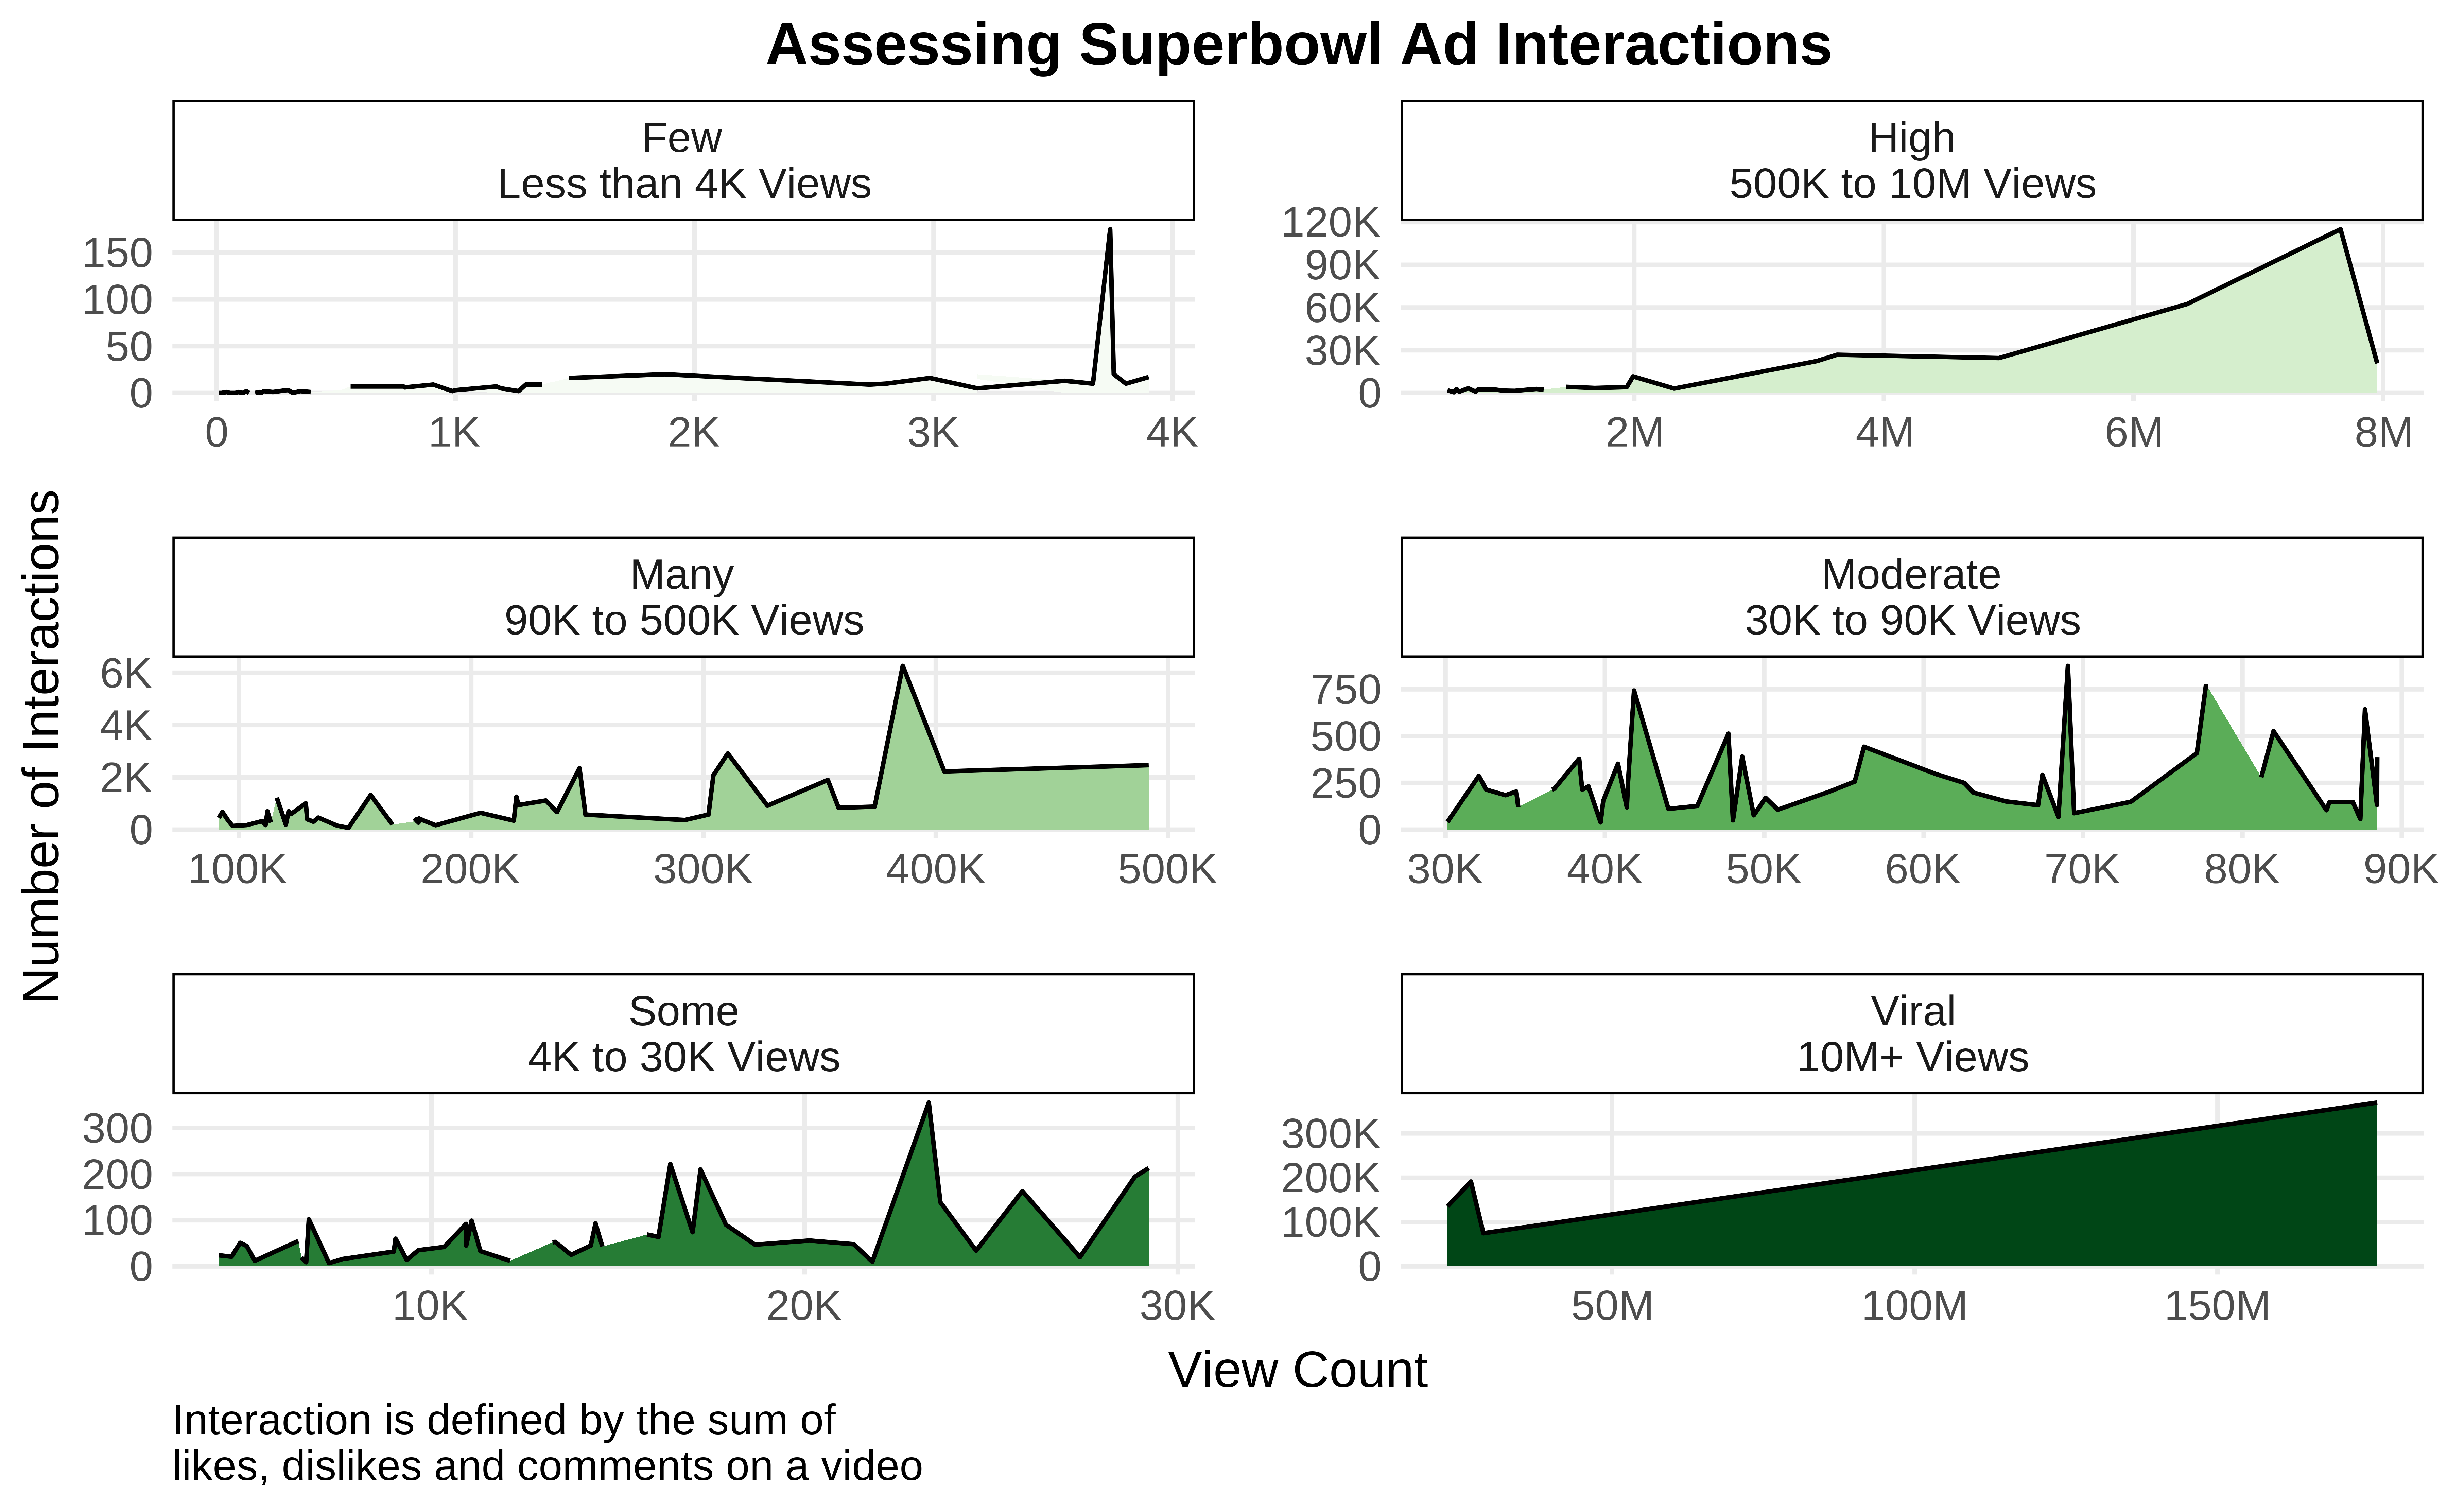 Assessing Superbowl Ad Interactions
Number of Interactions
Few
Less than 4K Views
150
100
50
0
0 1K 2K 3K 4K
High
500K to 10M Views
120K
90K
60K
30K
0
2M 4M 6M 8M
Many
90K to 500K Views
6K
4K
2K
0
100K 200K 300K 400K 500K
Moderate
30K to 90K Views
750
500
250
0
30K 40K 50K 60K 70K 80K 90K
Some
4K to 30K Views
300
200
100
0
10K 20K 30K
Viral
10M+ Views
300K
200K
100K
0
50M 100M 150M
View Count
Interaction is defined by the sum of
likes, dislikes and comments on a video